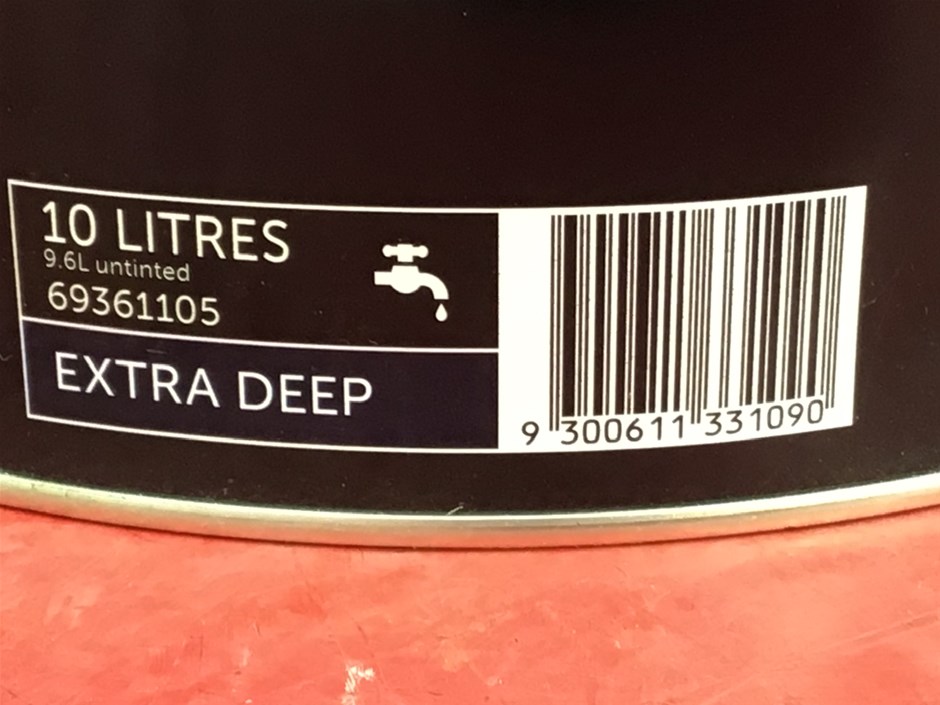 10 LITRES
9.6L untinted
69361105
EXTRA DEEP
9 300611 331090